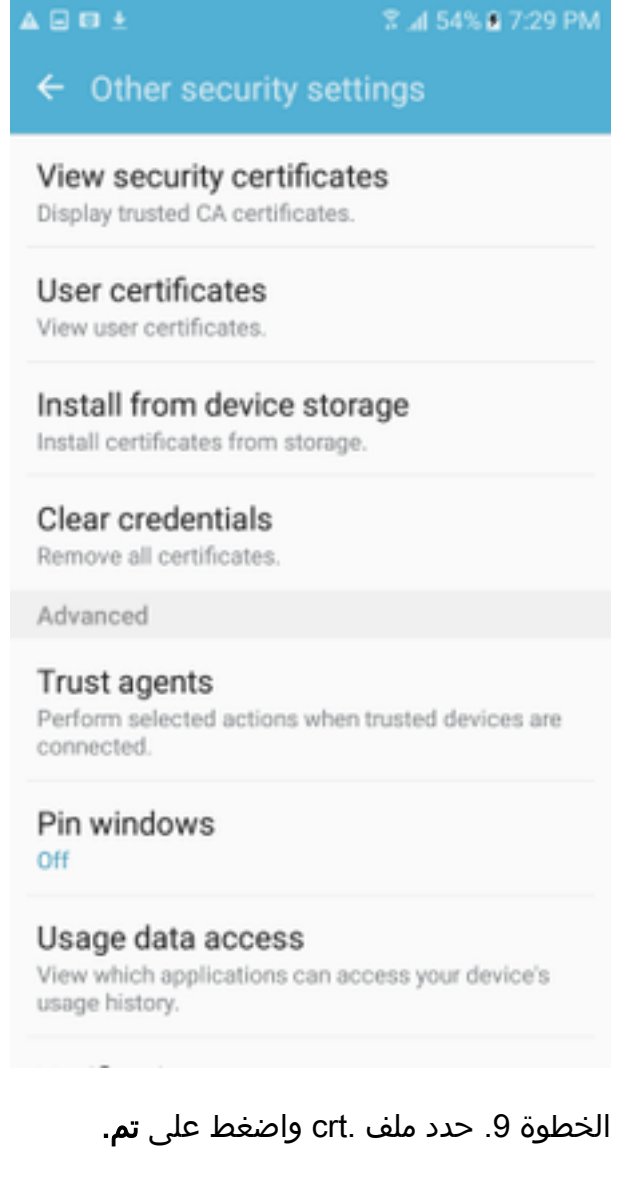 54% 7:29 PM
Other security settings
View security certificates
Display trusted CA certificates.
User certificates
View user certificates.
Install from device storage
Install certificates from storage.
Clear credentials
Remove all certificates.
Advanced
Trust agents
Perform selected actions when trusted devices are
connected.
Pin windows
Off
Usage data access
View which applications can access your device's
usage history.
الخطوة 9. حدد ملف .crt واضغط على تم.